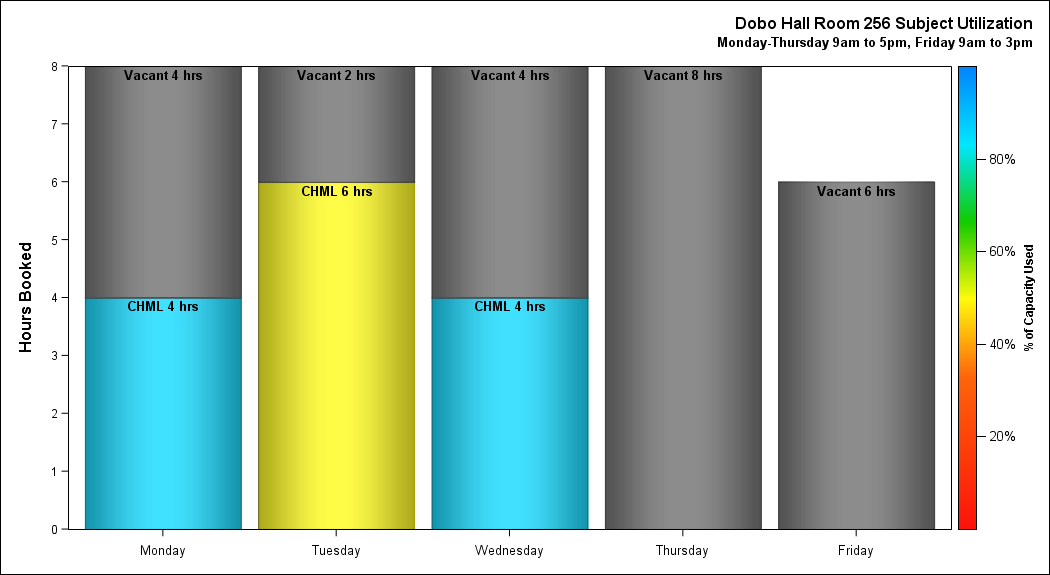 Dobo Hall Room 256 Subject Utilization
Monday-Thursday 9am to 5pm, Friday 9am to 3pm
Hours Booked
8
7
6
5
4
3
2
1
0
Vacant 4 hrs
CHML 4 hrs
Vacant 2 hrs
CHML 6 hrs
Vacant 4 hrs
CHML 4 hrs
Vacant 8 hrs
Vacant 6 hrs
Monday
Tuesday
Wednesday
Thursday
Friday
80%
60%
40%
20%
% of Capacity Used